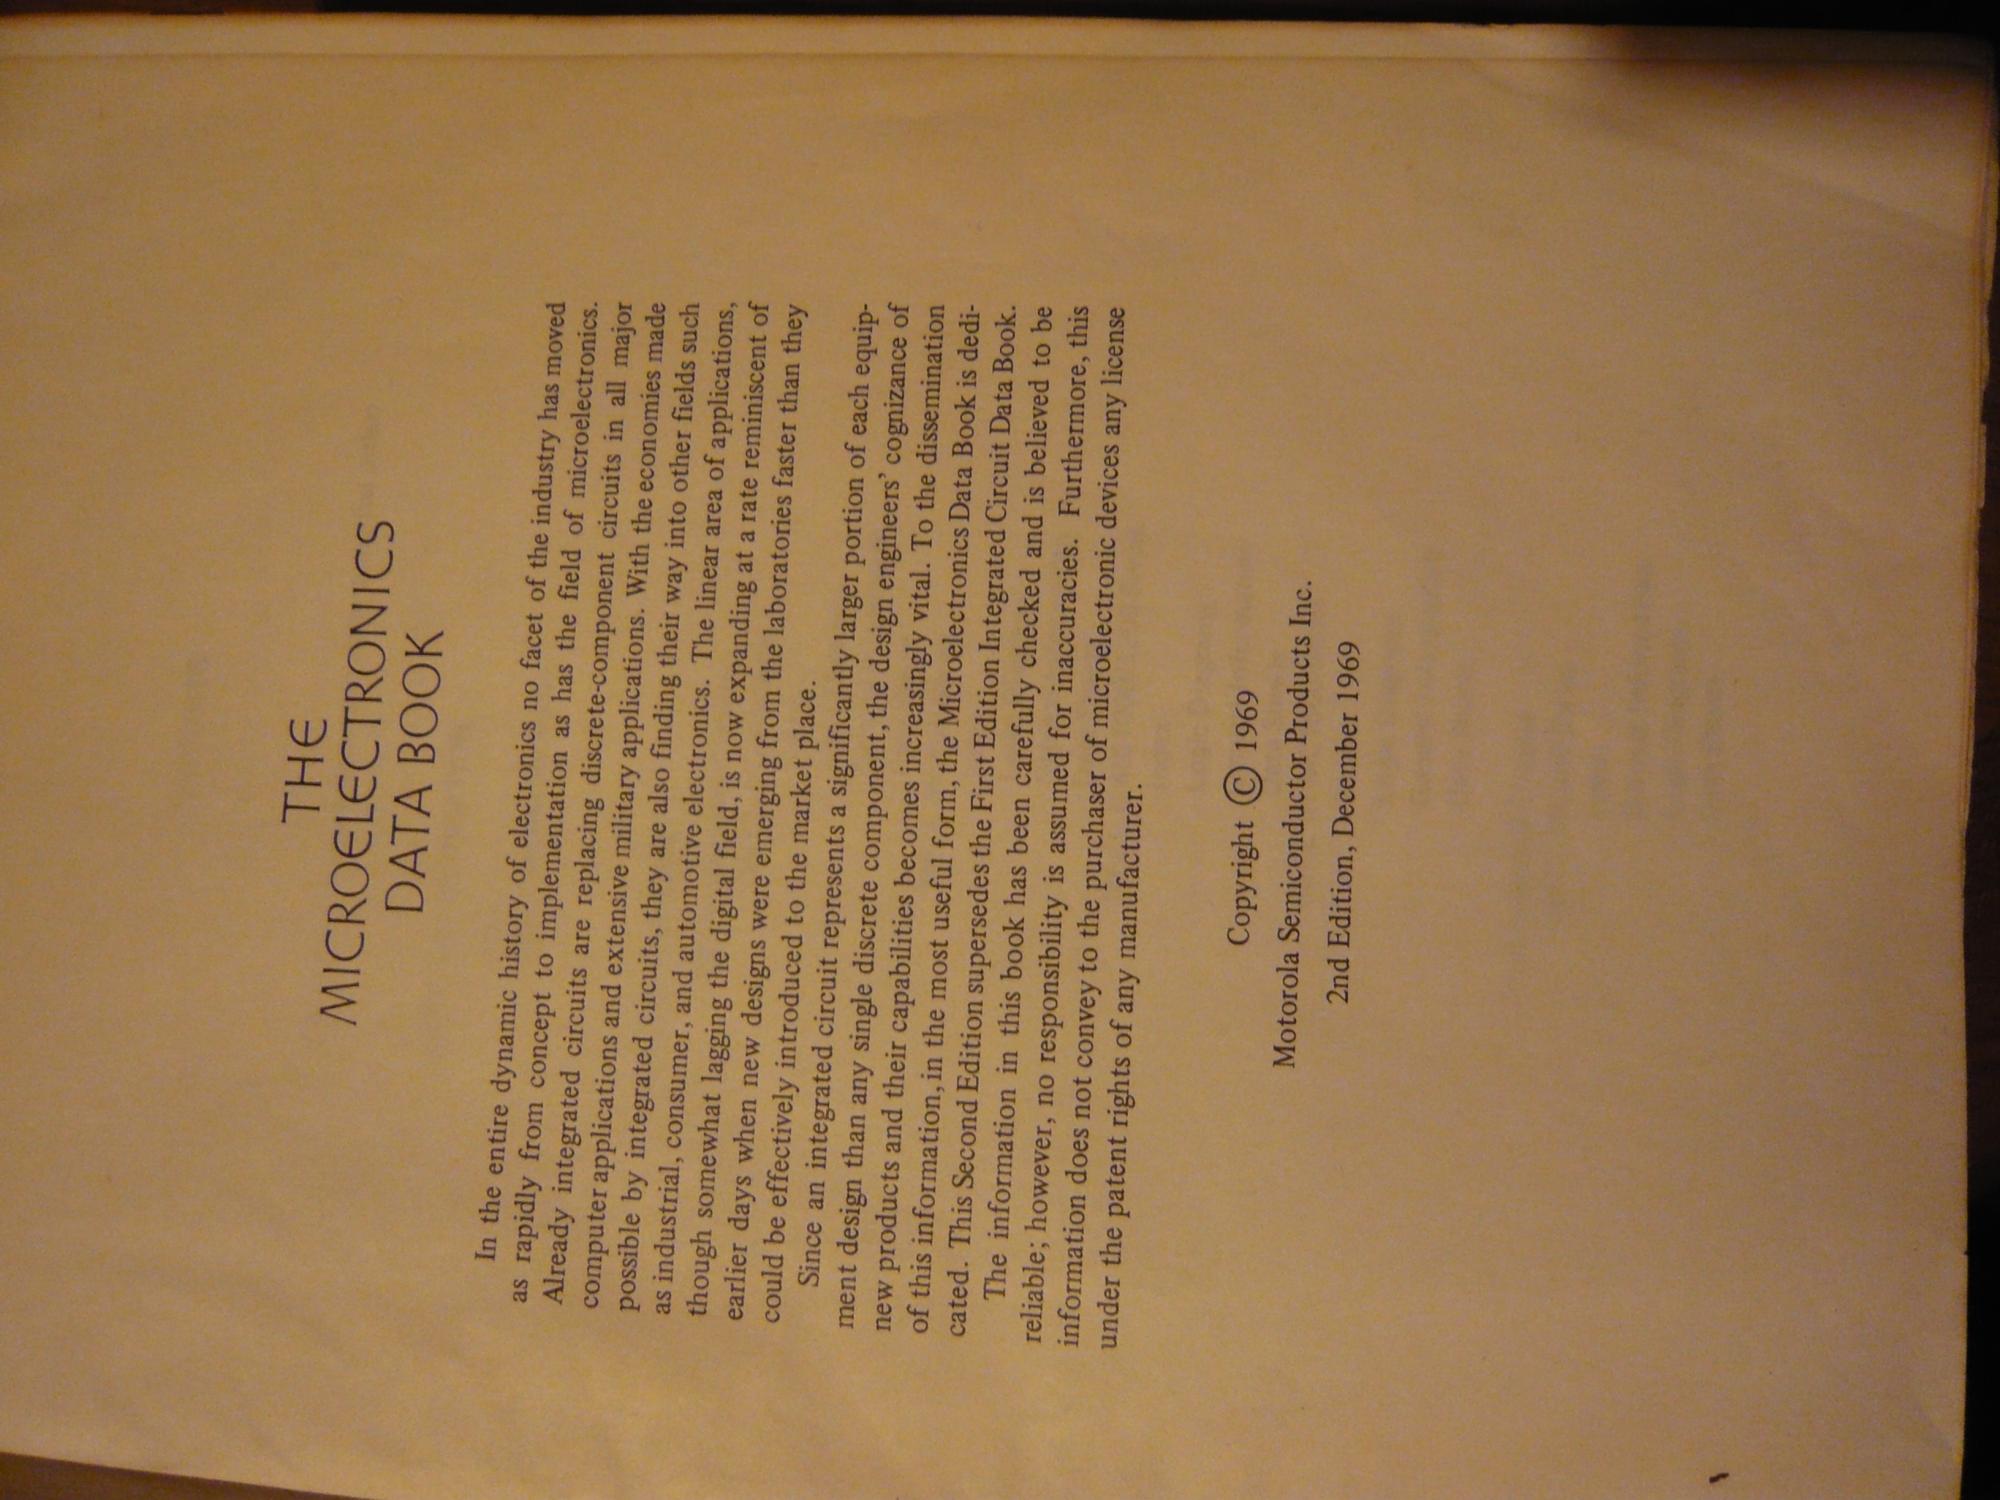 THE
MICROELECTRONICS
DATA BOOK
In the entire dynamic history of electronics no facet of the industry has moved
as rapidly from concept to implementation as has the field of microelectronics.
Already integrated circuits are replacing discrete-component circuits in all major
computer applications and extensive military applications. With the economies made
possible by integrated circuits, they are also finding their way into other fields such
as industrial, consumer, and automotive electronics. The linear area of applications,
though somewhat lagging the digital field, is now expanding at a rate reminiscent of
earlier days when new designs were emerging from the laboratories faster than they
could be effectively introduced to the market place.
Since an integrated circuit represents a significantly larger portion of each equip-
ment design than any single discrete component, the design engineers' cognizance of
new products and their capabilities becomes increasingly vital. To the dissemination
of this information, in the most useful form, the Microelectronics Data Book is dedi-
cated. This Second Edition supersedes the First Edition Integrated Circuit Data Book.
The information in this book has been carefully checked and is believed to be
reliable; however, no responsibility is assumed for inaccuracies. Furthermore, this
information does not convey to the purchaser of microelectronic devices any license
under the patent rights of any manufacturer.
Copyright © 1969
Motorola Semiconductor Products Inc.
2nd Edition, December 1969